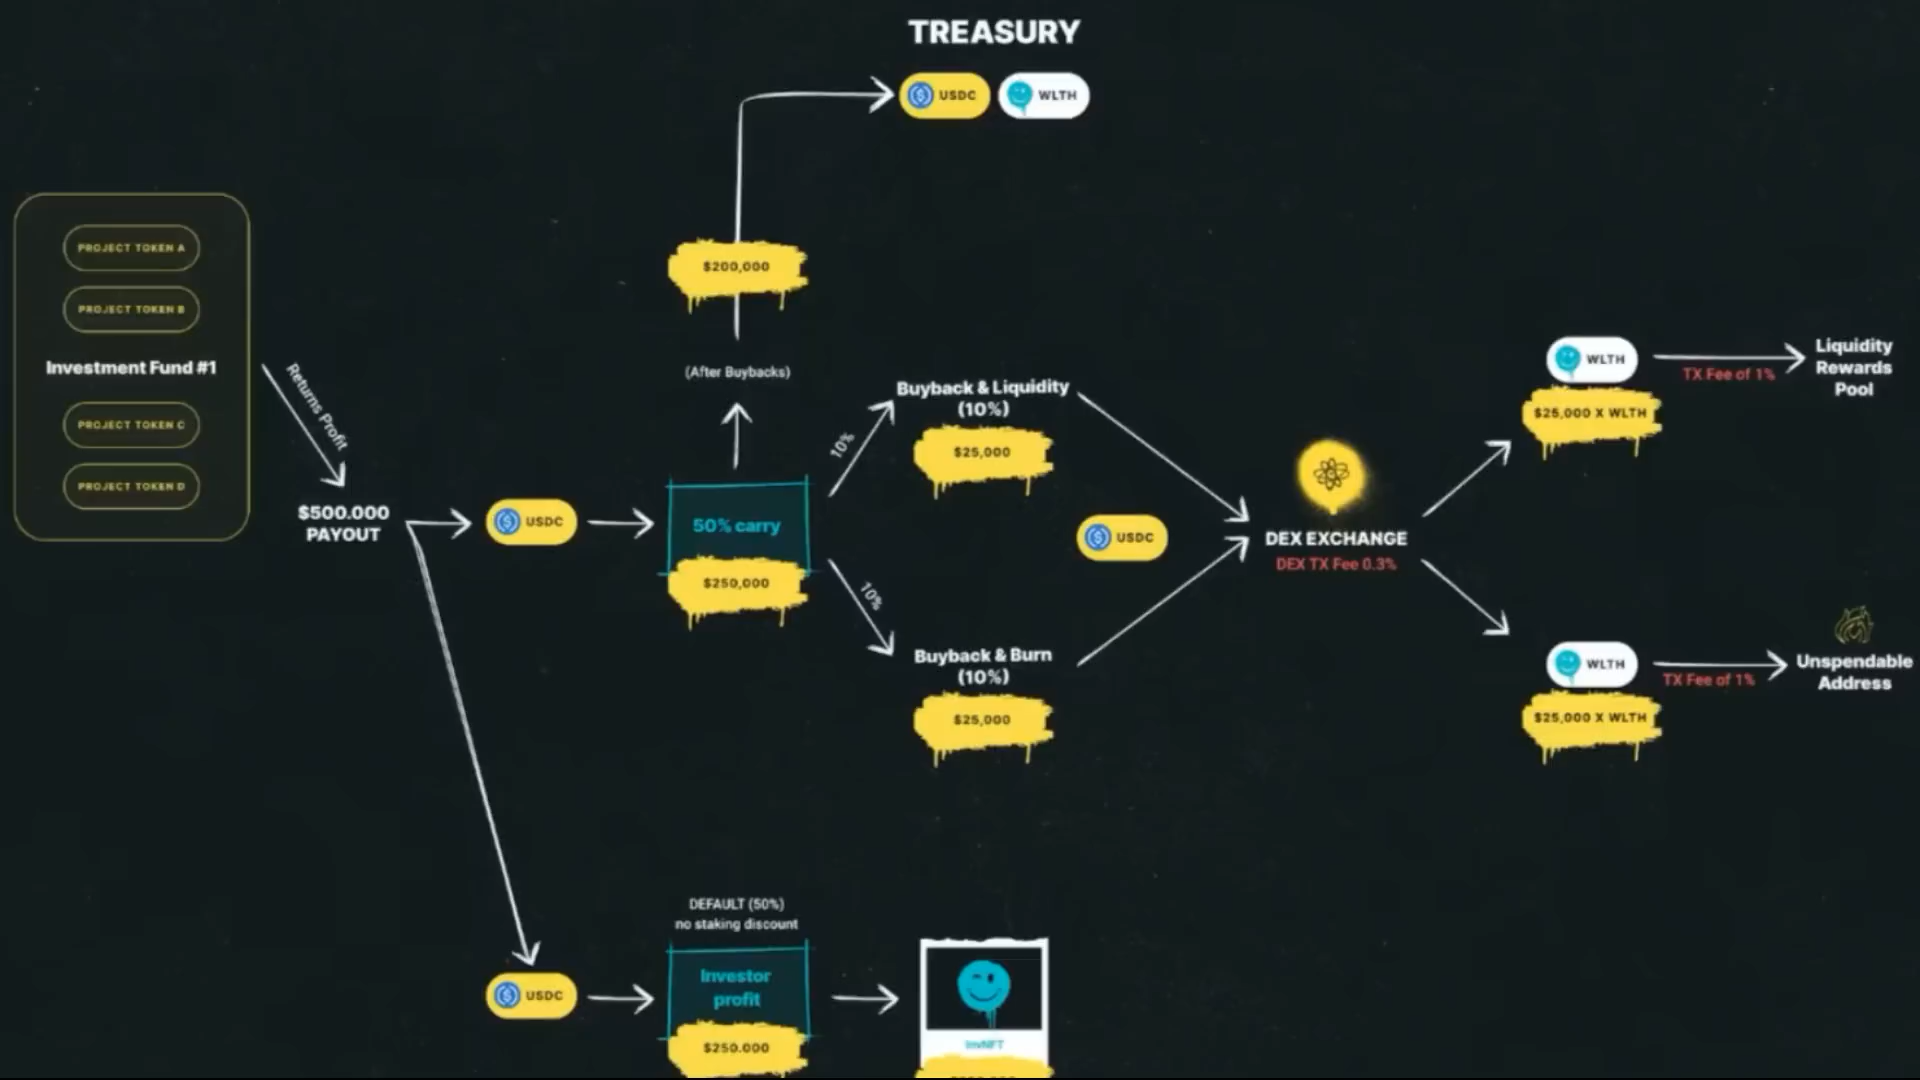 TREASURY
USDC
WLTH
PROJECT TOKEN A
PROJECT TOKEN B
Investment Fund #1
PROJECT TOKEN C
PROJECT TOKEN D
Returns Profit
$500.000
PAYOUT
USDC
$200,000
(After Buybacks)
50% carry
$250,000
10%
Buyback & Liquidity
(10%)
$25,000
10%
Buyback & Burn
(10%)
$25,000
USDC
DEX EXCHANGE
DEX TX Fee 0.3%
WLTH
$25,000 X WLTH
TX Fee of 1%
Liquidity
Rewards
Pool
WLTH
$25,000 X WLTH
TX Fee of 1%
Unspendable
Address
USDC
DEFAULT (50%)
no staking discount
Investor
profit
$250.000
InvNFT